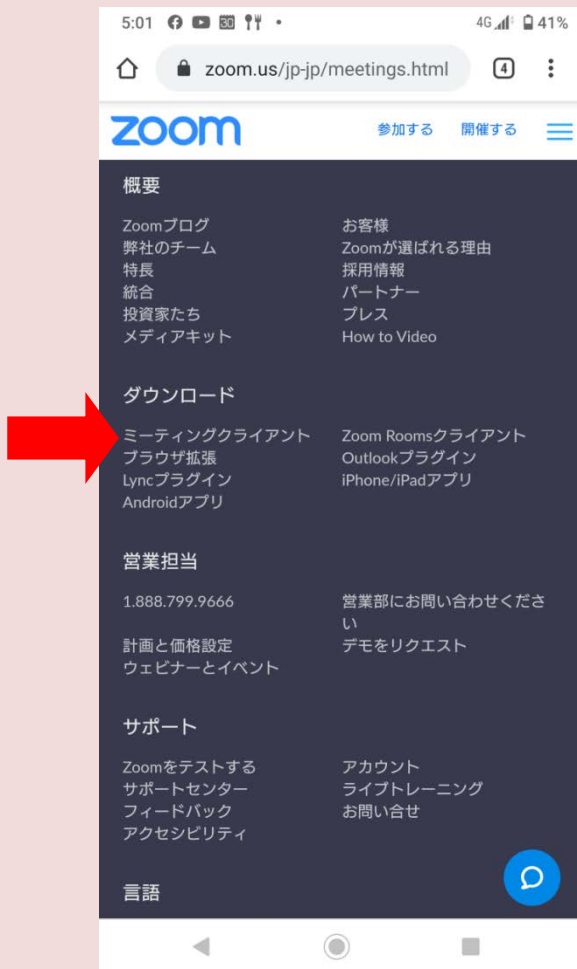 5:01 30 4G 41%
zoom.us/jp-jp/meetings.html 4
zoom 参加する 開催する
概要
Zoomブログ お客様
弊社のチーム Zoomが選ばれる理由
特長 採用情報
統合 パートナー
投資家たち プレス
メディアキット How to Video
ダウンロード
ミーティングクライアント Zoom Roomsクライアント
ブラウザ拡張 Outlookプラグイン
Lyncプラグイン iPhone/iPadアプリ
Androidアプリ
営業担当
1.888.799.9666 営業部にお問い合わせくださ
い
計画と価格設定 デモをリクエスト
ウェビナーとイベント
サポート
Zoomをテストする アカウント
サポートセンター ライブトレーニング
フィードバック お問い合せ
アクセシビリティ
言語